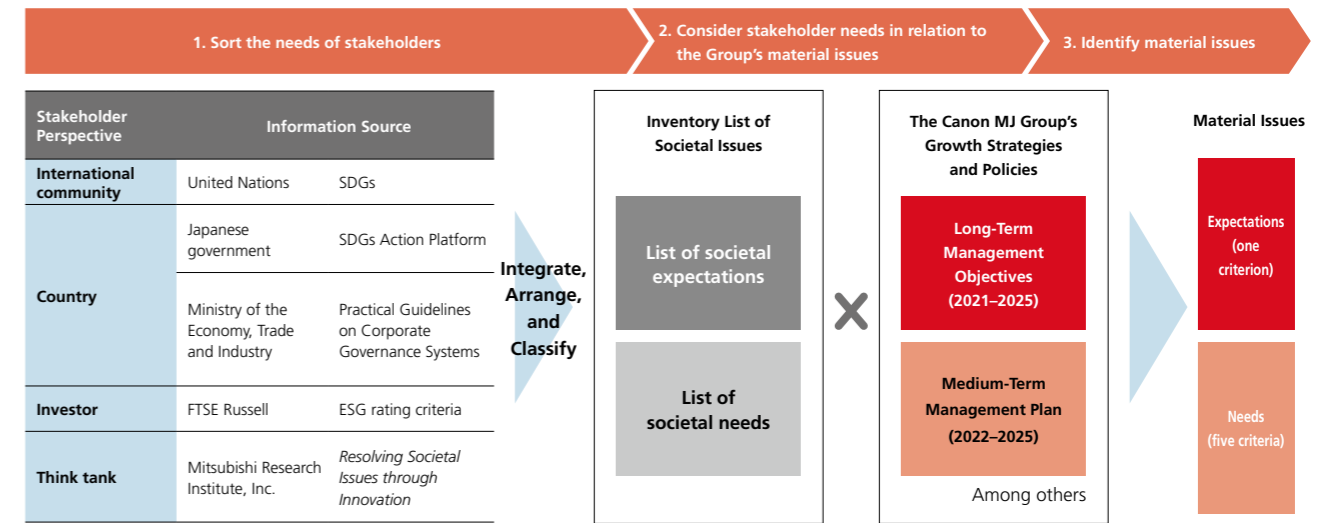 1. Sort the needs of stakeholders
2. Consider stakeholder needs in relation to
the Group's material issues
3. Identify material issues
Stakeholder
Perspective
Information Source
International
community
United Nations
SDGs
Country
Japanese
government
SDGs Action Platform
Ministry of the
Economy, Trade
and Industry
Practical Guidelines
on Corporate
Governance Systems
Investor
FTSE Russell
ESG rating criteria
Think tank
Mitsubishi Research
Institute, Inc.
Resolving Societal
Issues through
Innovation
Integrate,
Arrange,
and
Classify
Inventory List of
Societal Issues
List of societal
expectations
List of
societal needs
The Canon MJ Group's
Growth Strategies
and Policies
Long-Term
Management
Objectives
(2021–2025)
Medium-Term
Management Plan
(2022–2025)
Among others
Material Issues
Expectations
(one
criterion)
Needs
(five criteria)